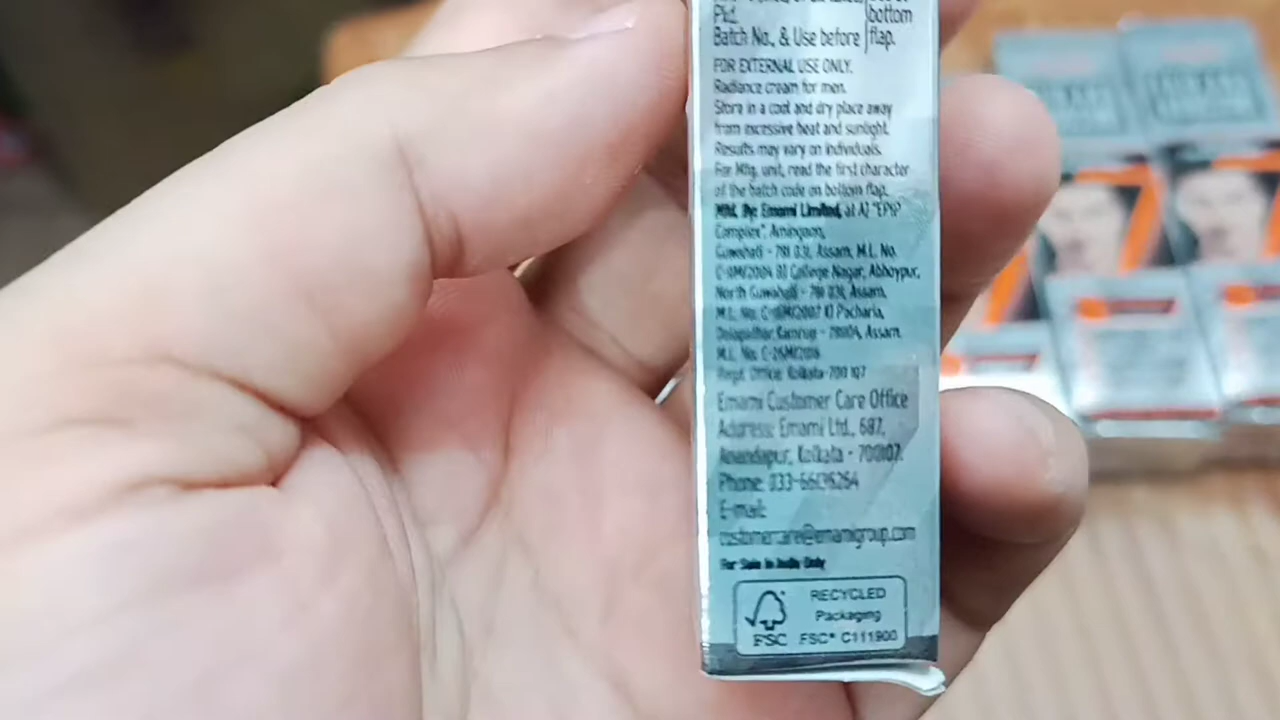 Pkd.
Batch No., & Use before
bottom
flap.
FOR EXTERNAL USE ONLY.
Radiance cream for men.
Store in a cool and dry place away
from excessive heat and sunlight.
Results may vary on individuals.
For Mfg. unit, read the first character
of the batch code on bottom flap.
Mfd. By: Emami Limited, at A) "EPIP
Complex", Amingaon,
Guwahati - 781 031, Assam, M.L. No.
B) College Nagar, Abhoypur,
North Guwahati - 781 031, Assam,
M.L. No. Pacharia,
Kamrup - Assam,
M.L. No.
Regd. Office: Kolkata-700 107
Emami Customer Care Office
Address: Emami Ltd., 687,
Anandapur, Kolkata - 700107.
Phone: 033-66136264
E-mail:
customercare@emamigroup.com
For Sale in India Only
RECYCLED
Packaging
FSC FSC® C111900